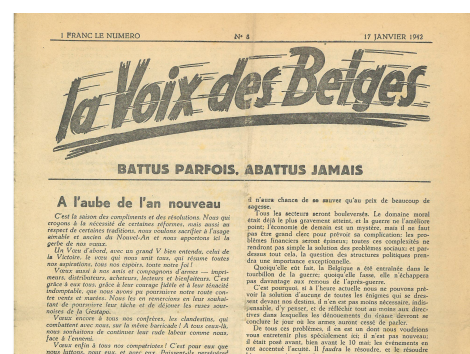 1 FRANC LE NUMERO Nº 8 17 JANVIER 1942
la Voix des Belges
BATTUS PARFOIS, ABATTUS JAMAIS
A l'aube de l'an nouveau
C'est la saison des compliments et des résolutions. Nous qui
croyons à la nécessité de certaines réformes, mais aussi au
respect de certaines traditions, nous voulons sacrifier à l'usage
aimable et ancien du Nouvel-An et nous apportons ici la
gerbe de nos vœux.
Un Vœu d'abord, avec un grand V bien entendu, celui de
la Victoire, le vœu qui nous unit tous, qui résume toutes
nos aspirations, tous nos espoirs, toute notre foi!
Vœux aussi à nos amis et compagnons d'armes — impri-
meurs, distributeurs, acheteurs, lecteurs et bienfaiteurs. C'est
grâce à eux tous, grâce à leur courage fidèle et à leur ténacité
indomptable, que nous avons pu poursuivre notre route con-
tre vents et marées. Nous les en remercions en leur souhai-
tant de poursuivre leur tâche et de déjouer les ruses sour-
noises de la Gestapo.
Vœux encore à tous nos confrères, les clandestins, qui
combattent avec nous, sur la même barricade! A tous ceux-là,
nous souhaitons de continuer leur rude labeur comme nous.
Face à l'ennemi.
Vœux enfin à tous nos compatriotes! C'est pour eux que
nous luttons, pour eux et avec eux. Puissent-ils
il n'aura chance de se sauver qu'au prix de beaucoup de
sagesse.
Tous les secteurs seront bouleversés. Le domaine moral
était déjà le plus gravement atteint, et la guerre ne l'améliore
point; l'économie de demain est un mystère, mais il ne faut
pas être grand clerc pour prévoir sa complication: les pro-
blèmes financiers seront épineux; toutes ces complexités ne
rendront pas simple la solution des problèmes sociaux; et par-
dessus tout cela, la question des structures politiques pren-
dra une importance exceptionnelle.
Quoiqu'elle eût fait, la Belgique a été entraînée dans le
tourbillon de la guerre: quoiqu'elle fasse, elle n'échappera
pas davantage aux remous de l'après-guerre.
C'est pourquoi, si à l'heure actuelle nous ne pouvons pré-
voir la solution d'aucune de toutes les énigmes qui se dres-
sent devant nos destins, il n'en est pas moins nécessaire, indis-
pensable, d'y penser, et de réfléchir tout au moins aux direc-
tives dans lesquelles les dénouements du drame devront se
conclure le jour où les armes auront cessé de parler.
De tous ces problèmes, il en est un dont nous voudrions
vous entretenir plus spécialement ici; il n'est pas nouveau:
il était posé avant, bien avant le 10 mai; les événements en
ont accentué l'acuité. Il faudra le résoudre, et le résoudre